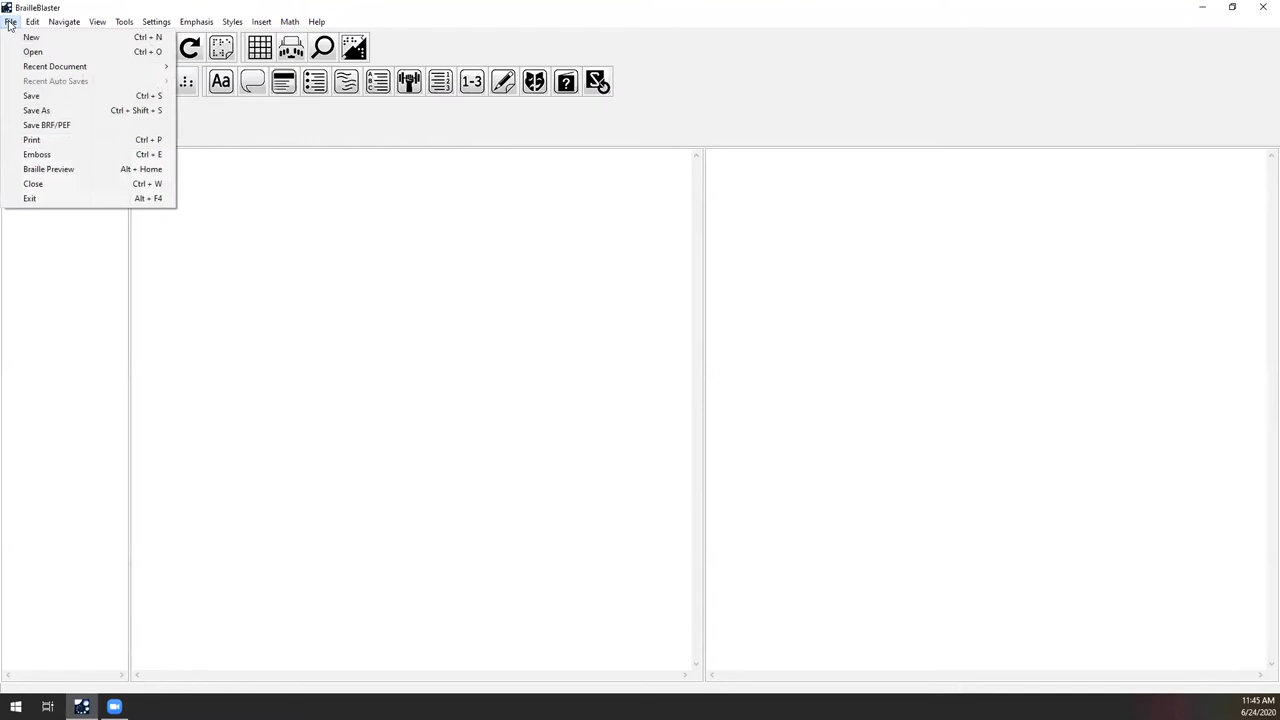 BrailleBlaster
File Edit Navigate View Tools Settings Emphasis Styles Insert Math Help
New Ctrl + N
Open Ctrl + O
Recent Document
Recent Auto Saves
Save Ctrl + S
Save As Ctrl + Shift + S
Save BRF/PEF
Print Ctrl + P
Emboss Ctrl + E
Braille Preview Alt + Home
Close Ctrl + W
Exit Alt + F4
Aa
A
B
C
1-3
?
11:45 AM
6/24/2020